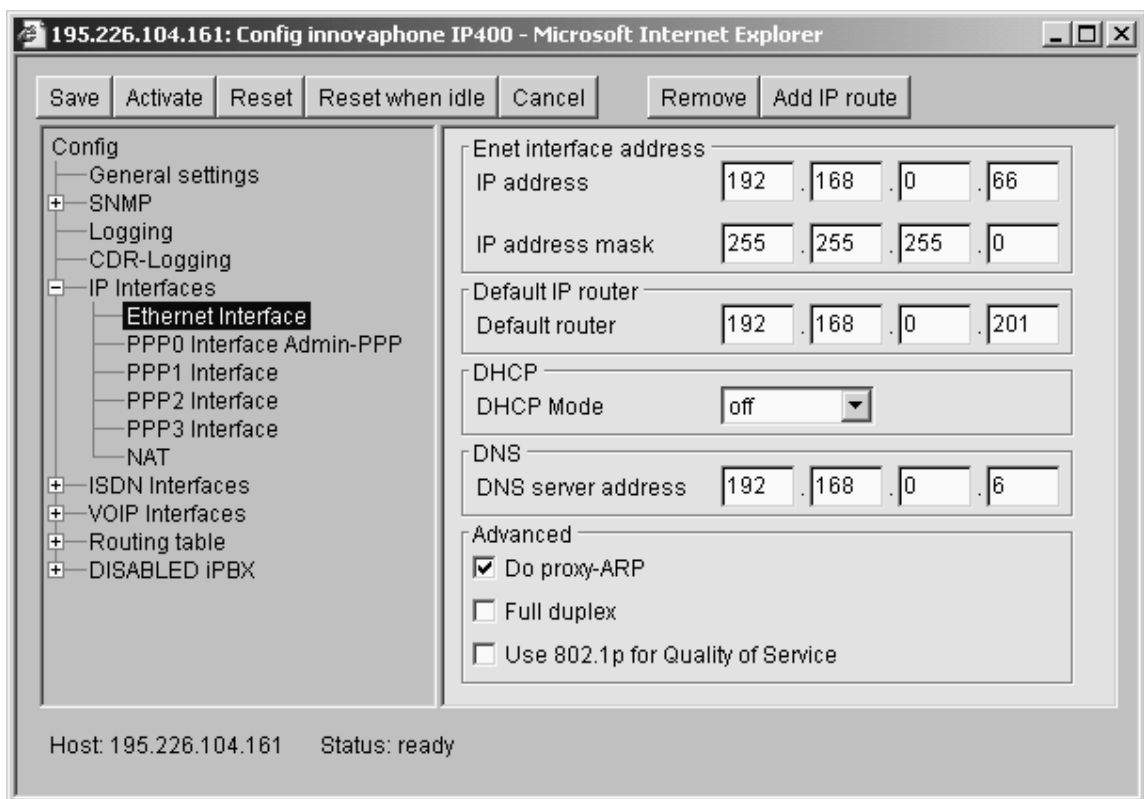 195.226.104.161: Config innovaphone IP400 - Microsoft Internet Explorer
Save Activate Reset Reset when idle Cancel Remove Add IP route
Config
General settings
SNMP
Logging
CDR-Logging
IP Interfaces
Ethernet Interface
PPP0 Interface Admin-PPP
PPP1 Interface
PPP2 Interface
PPP3 Interface
NAT
ISDN Interfaces
VOIP Interfaces
Routing table
DISABLED iPBX
Enet interface address
IP address 192 . 168 . 0 . 66
IP address mask 255 . 255 . 255 . 0
Default IP router
Default router 192 . 168 . 0 . 201
DHCP
DHCP Mode off
DNS
DNS server address 192 . 168 . 0 . 6
Advanced
Do proxy-ARP
Full duplex
Use 802.1p for Quality of Service
Host: 195.226.104.161 Status: ready